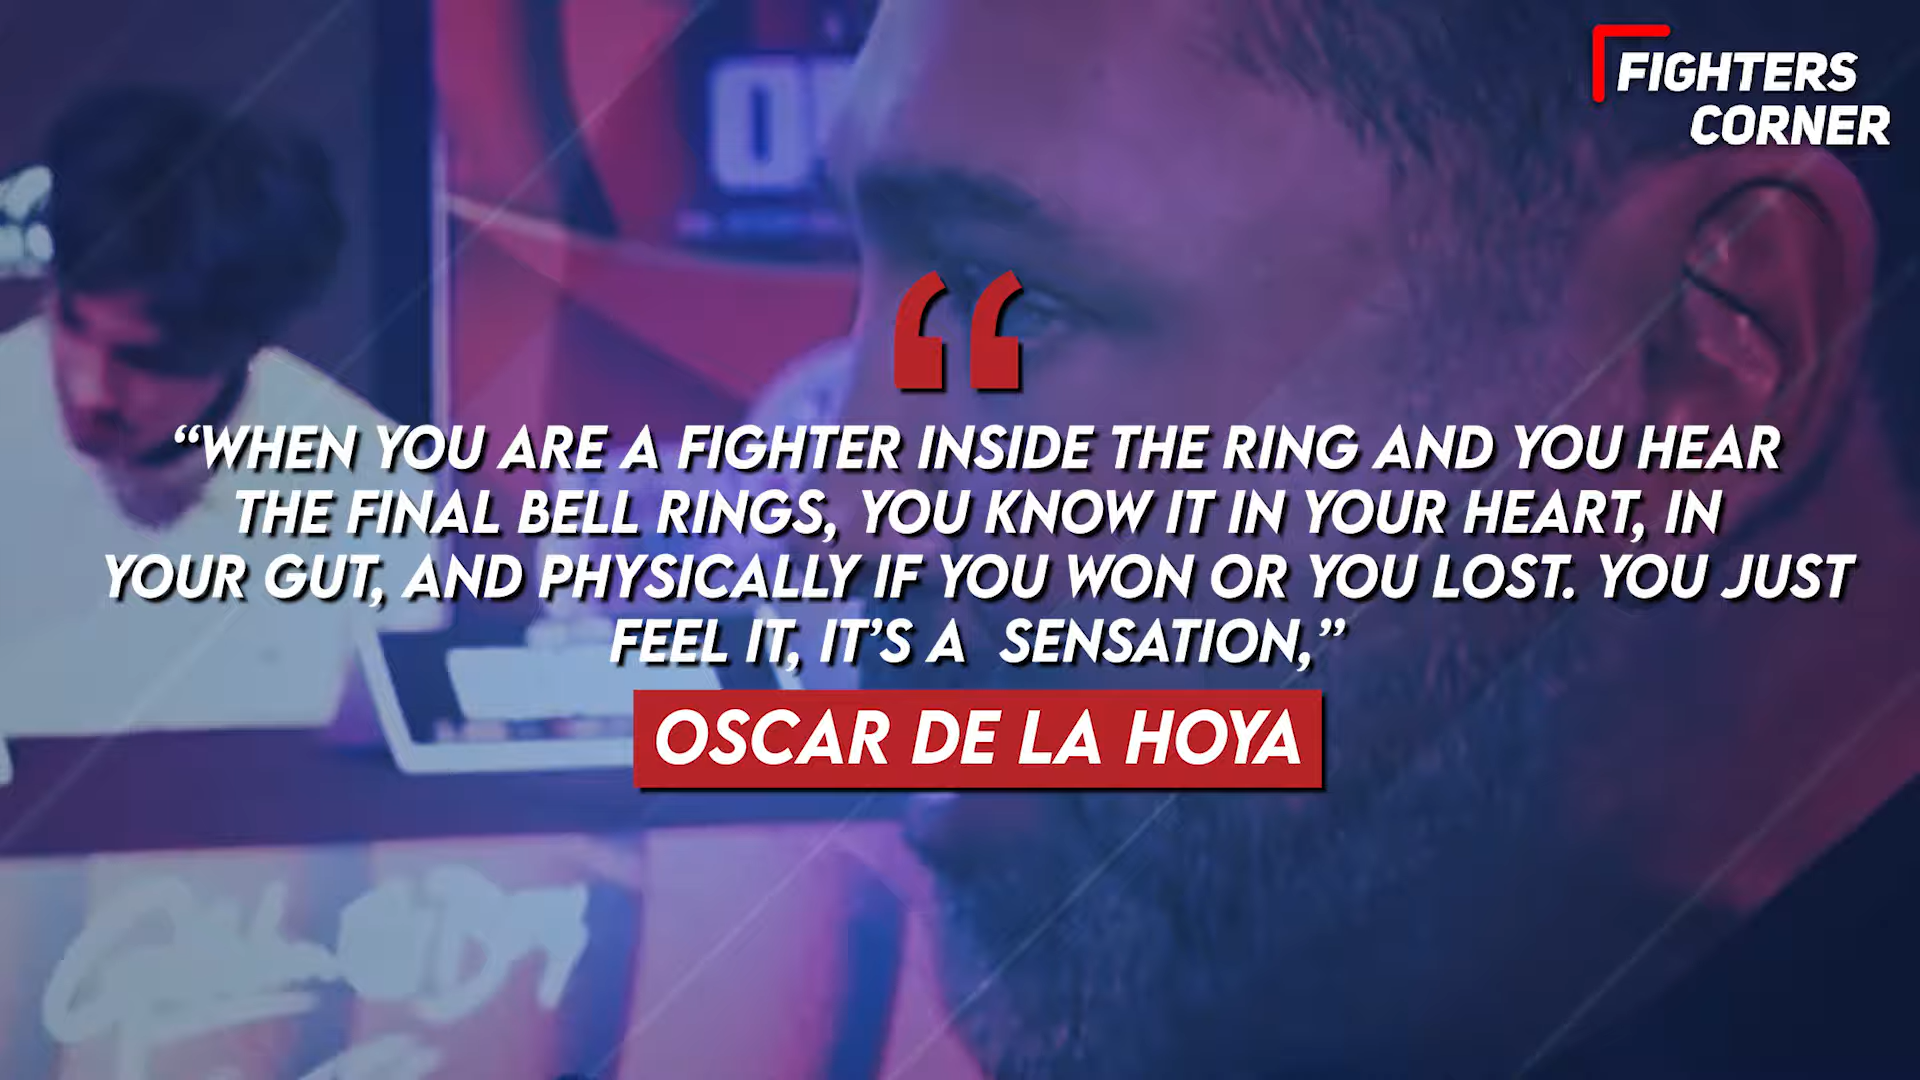 FIGHTERS
CORNER
“WHEN YOU ARE A FIGHTER INSIDE THE RING AND YOU HEAR
THE FINAL BELL RINGS, YOU KNOW IT IN YOUR HEART, IN
YOUR GUT, AND PHYSICALLY IF YOU WON OR YOU LOST. YOU JUST
FEEL IT, IT’S A  SENSATION,”
OSCAR DE LA HOYA